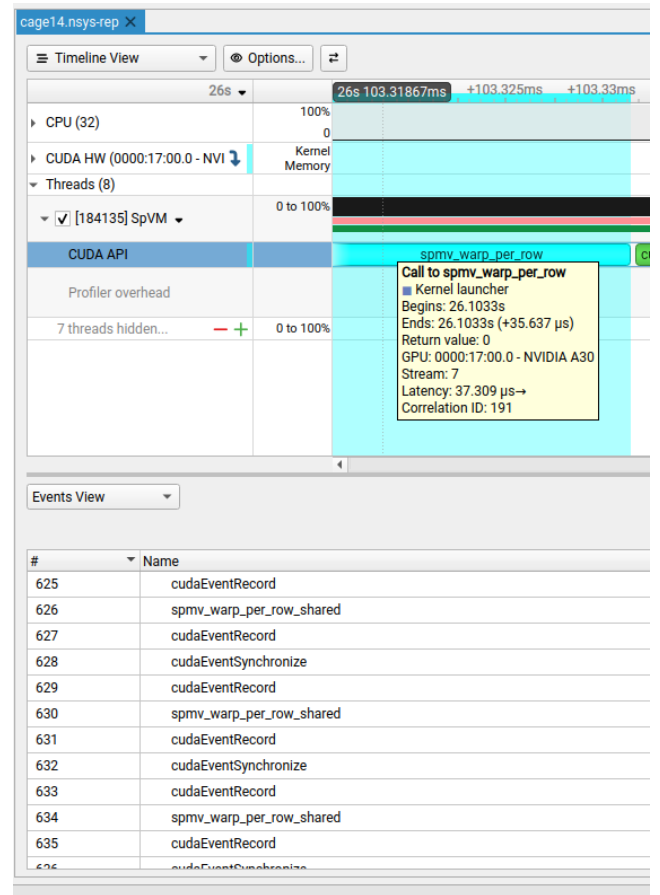 cage14.nsys-rep
Timeline View Options...
26s 26s 103.31867ms +103.325ms +103.33ms
CPU (32) 100%
0
CUDA HW (0000:17:00.0 - NVI Kernel
Memory
Threads (8)
[184135] SpVM 0 to 100%
CUDA API spmv_warp_per_row
Call to spmv_warp_per_row
Kernel launcher
Begins: 26.1033s
Ends: 26.1033s (+35.637 μs)
Return value: 0
GPU: 0000:17:00.0 - NVIDIA A30
Stream: 7
Latency: 37.309 μs→
Correlation ID: 191
Profiler overhead
7 threads hidden... 0 to 100%
Events View
# Name
625 cudaEventRecord
626 spmv_warp_per_row_shared
627 cudaEventRecord
628 cudaEventSynchronize
629 cudaEventRecord
630 spmv_warp_per_row_shared
631 cudaEventRecord
632 cudaEventSynchronize
633 cudaEventRecord
634 spmv_warp_per_row_shared
635 cudaEventRecord
636 cudaEventSynchronize